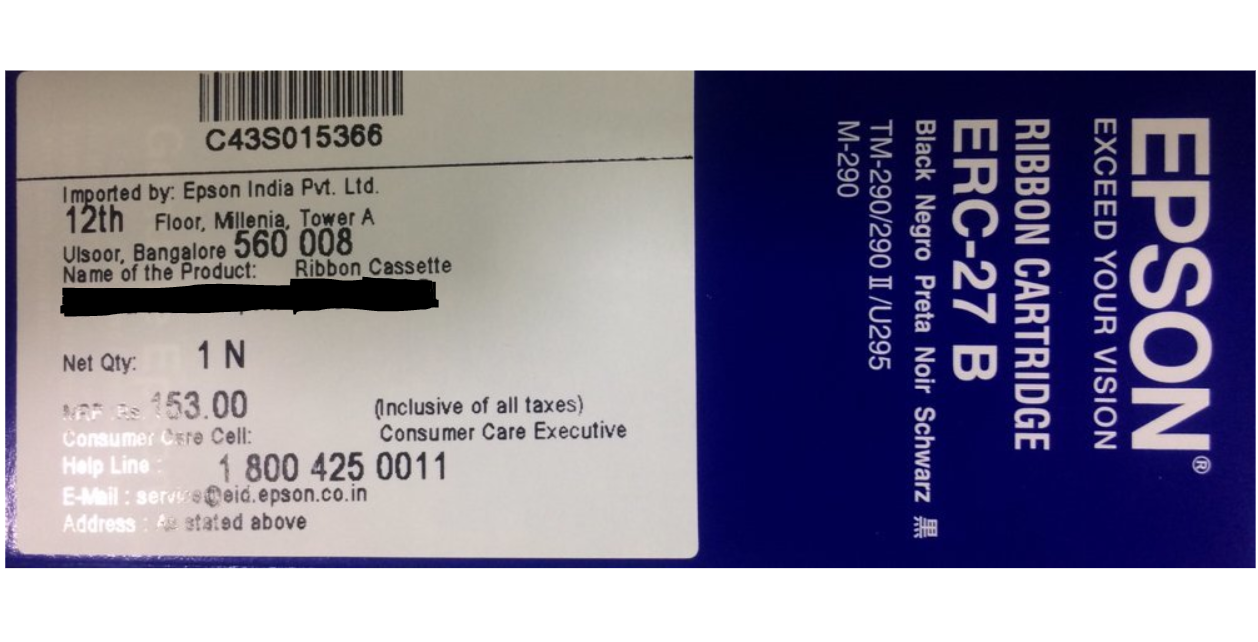 C43S015366
Imported by: Epson India Pvt. Ltd.
12th Floor, Millenia, Tower A
Ulsoor, Bangalore 560 008
Name of the Product: Ribbon Cassette
Net Qty: 1 N
MRP Rs. 153.00 (Inclusive of all taxes)
Consumer Care Cell: Consumer Care Executive
Help Line : 1 800 425 0011
E-Mail : service@eid.epson.co.in
Address : As stated above
EPSON®
EXCEED YOUR VISION
RIBBON CARTRIDGE
ERC-27 B
Black Negro Preta Noir Schwarz 黒
TM-290/290 II /U295
M-290